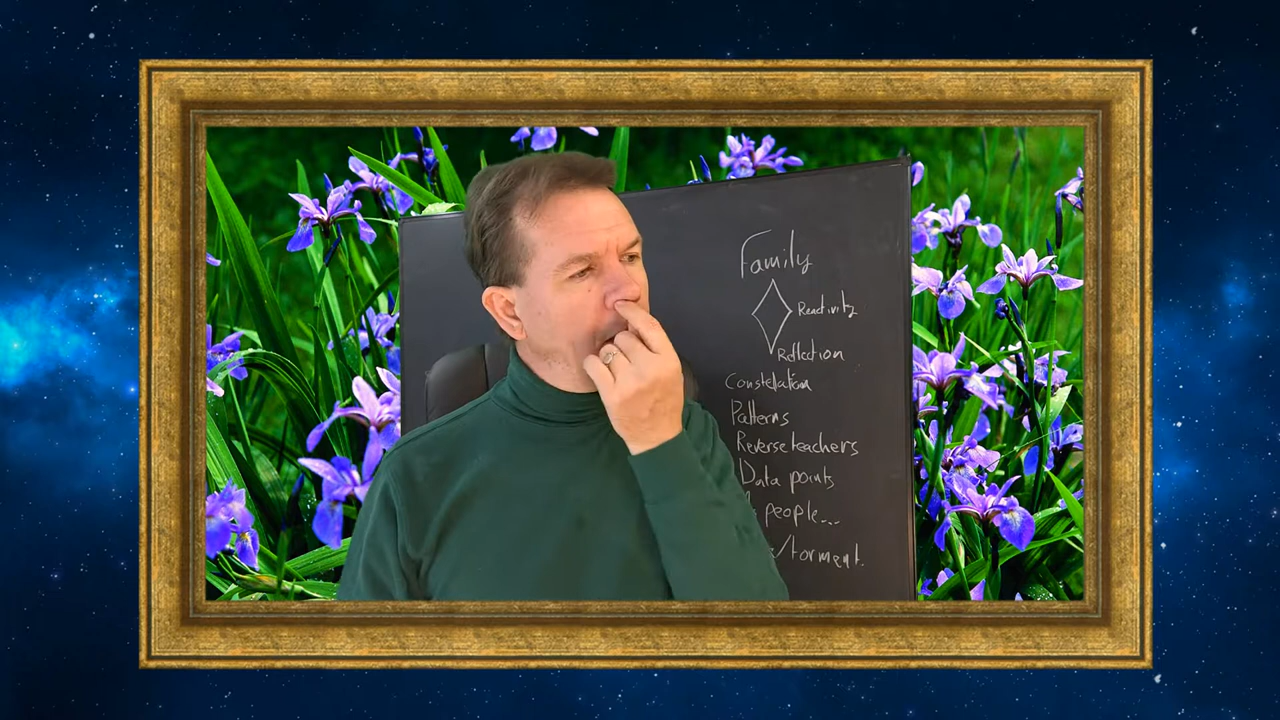 Family
Reactivity
Reflection
Constellation
Patterns
Reverse teachers
Data points
people...
/torment.